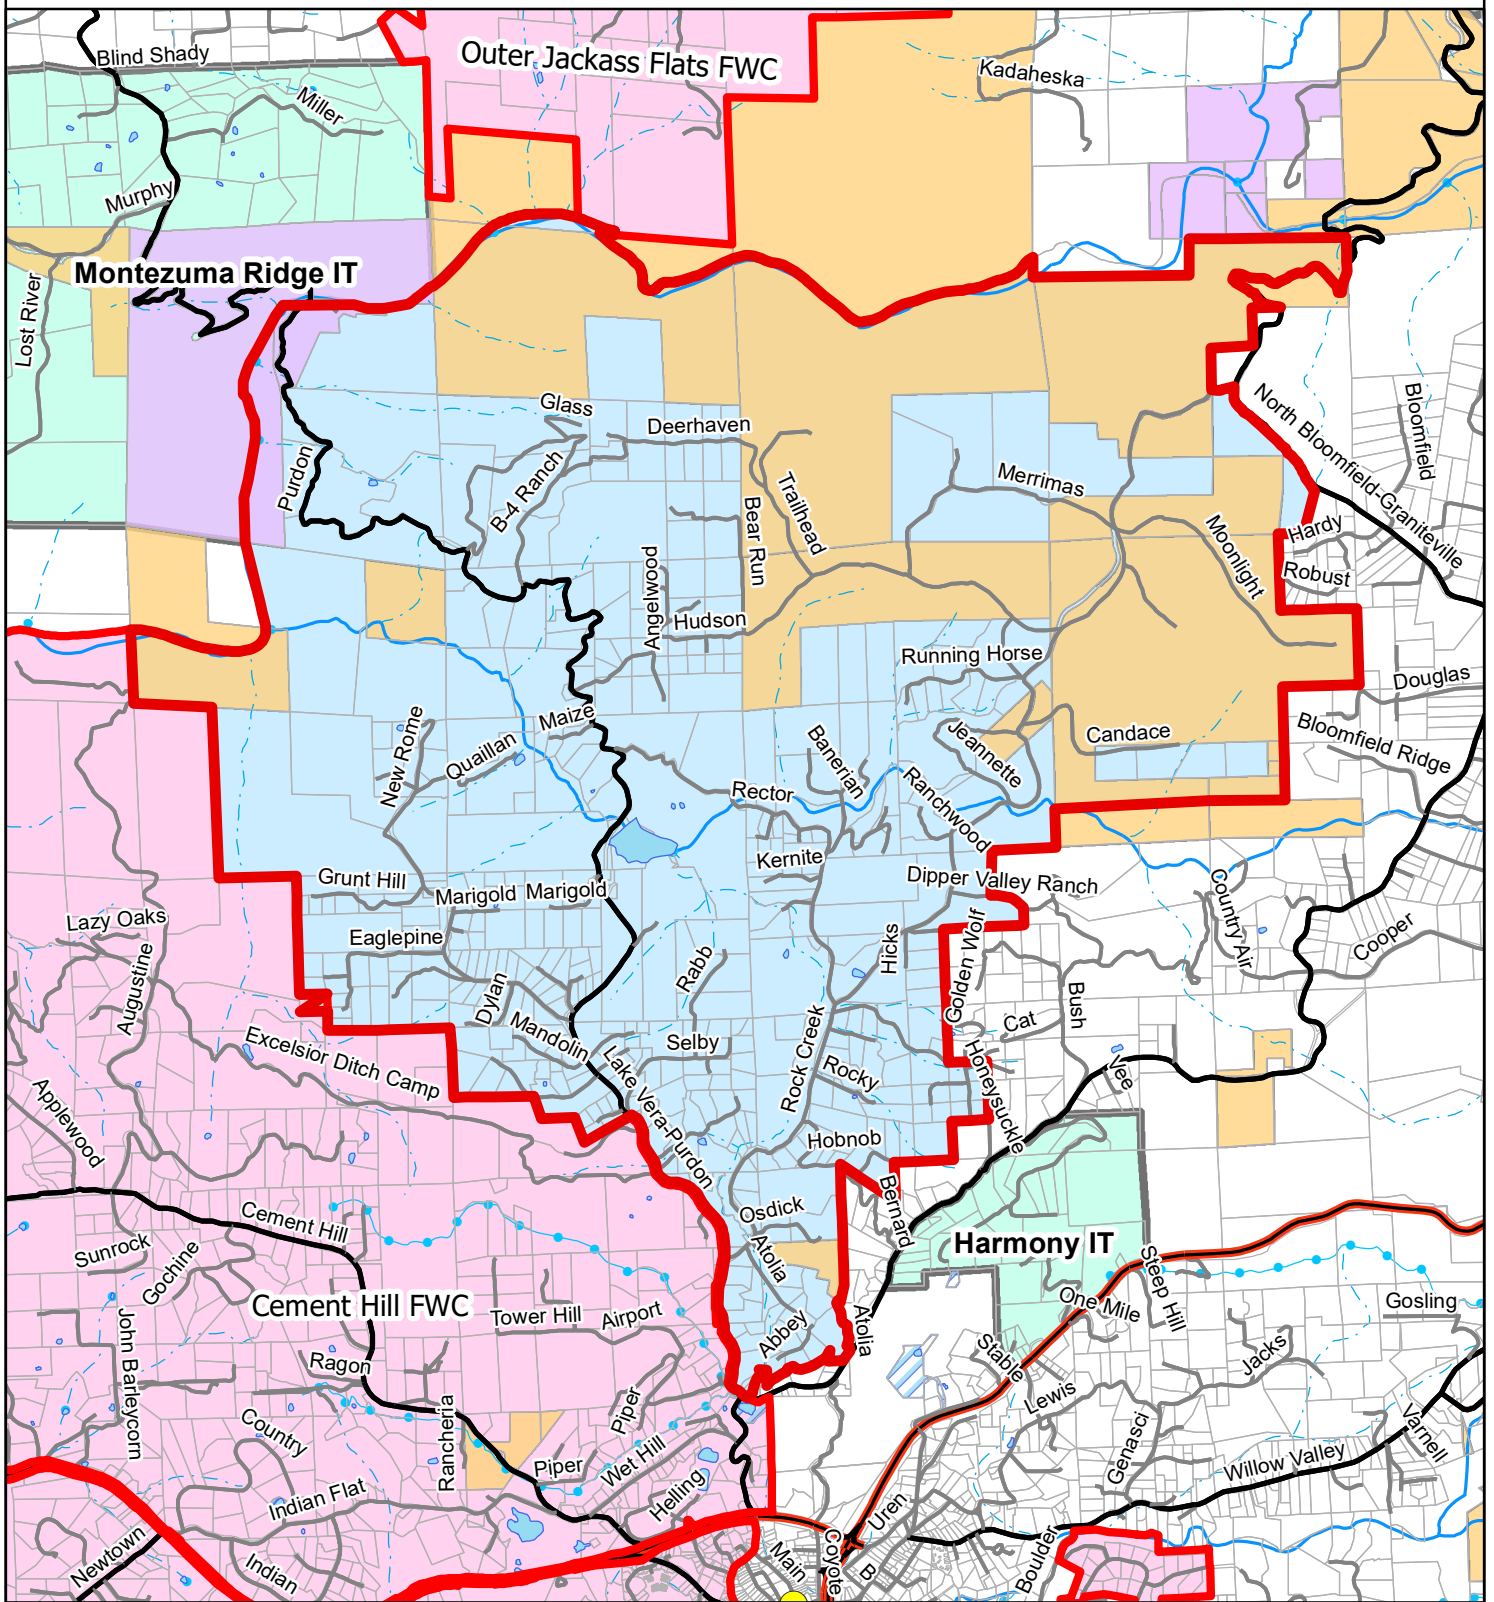 Blind Shady
Outer Jackass Flats FWC
Kadaheska
Miller
Murphy
Montezuma Ridge IT
Lost River
Glass
Deerhaven
North Bloomfield-Graniteville
Bloomfield
Purdon
B-4 Ranch
Trailhead
Merrimas
Bear Run
Moonlight
Hardy
Robust
Angelwood
Hudson
Running Horse
Douglas
New Rome
Quaillan
Maize
Banerian
Jeannette
Candace
Bloomfield Ridge
Rector
Ranchwood
Kernite
Grunt Hill
Marigold
Marigold
Dipper Valley Ranch
Country Air
Lazy Oaks
Eaglepine
Golden Wolf
Cooper
Augustine
Hicks
Rabb
Dylan
Bush
Mandolin
Cat
Excelsior Ditch Camp
Selby
Lake Vera-Purdon
Rock Creek
Rocky
Honeysuckle
Vee
Applewood
Hobnob
Bernard
Cement Hill
Osdick
Harmony IT
Sunrock
Gochine
Atolia
Steep Hill
Cement Hill FWC
Tower Hill
Airport
One Mile
Gosling
John Barleycorn
Abbey
Atolia
Ragon
Stable
Jacks
Lewis
Rancheria
Piper
Country
Genasci
Varnell
Piper
Wet Hill
Willow Valley
Indian Flat
Helling
Uren
Newtown
Indian
Main
Coyote
B
Boulder